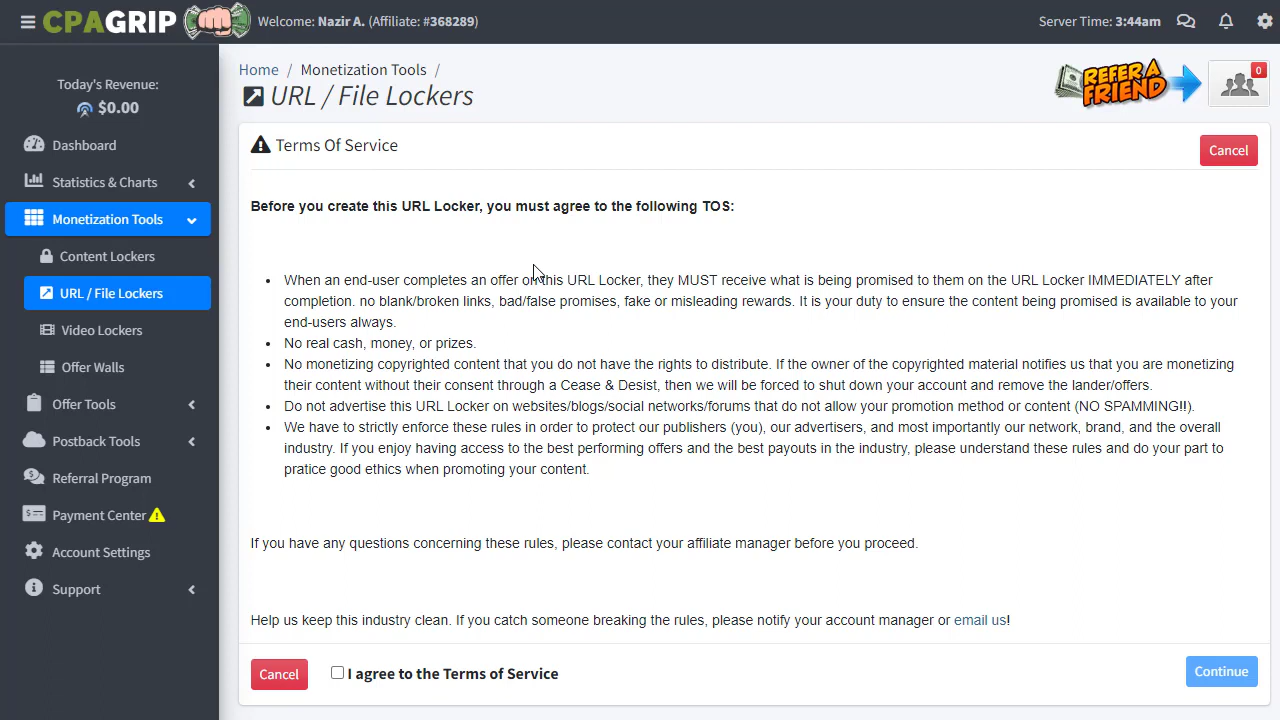 CPAGRIP
Welcome: Nazir A. (Affiliate: #368289)
Server Time: 3:44am
Today's Revenue:
$0.00
Dashboard
Statistics & Charts
Monetization Tools
Content Lockers
URL / File Lockers
Video Lockers
Offer Walls
Offer Tools
Postback Tools
Referral Program
Payment Center
Account Settings
Support
Home / Monetization Tools /
URL / File Lockers
REFER A
FRIEND
0
Terms Of Service
Cancel
Before you create this URL Locker, you must agree to the following TOS:
• When an end-user completes an offer on this URL Locker, they MUST receive what is being promised to them on the URL Locker IMMEDIATELY after
completion. no blank/broken links, bad/false promises, fake or misleading rewards. It is your duty to ensure the content being promised is available to your
end-users always.
• No real cash, money, or prizes.
• No monetizing copyrighted content that you do not have the rights to distribute. If the owner of the copyrighted material notifies us that you are monetizing
their content without their consent through a Cease & Desist, then we will be forced to shut down your account and remove the lander/offers.
• Do not advertise this URL Locker on websites/blogs/social networks/forums that do not allow your promotion method or content (NO SPAMMING!!).
• We have to strictly enforce these rules in order to protect our publishers (you), our advertisers, and most importantly our network, brand, and the overall
industry. If you enjoy having access to the best performing offers and the best payouts in the industry, please understand these rules and do your part to
pratice good ethics when promoting your content.
If you have any questions concerning these rules, please contact your affiliate manager before you proceed.
Help us keep this industry clean. If you catch someone breaking the rules, please notify your account manager or email us!
Cancel
I agree to the Terms of Service
Continue